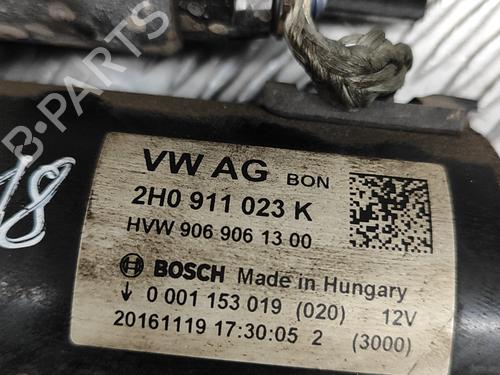 B-PARTS
18
VW AG BON
2H0 911 023 K
HVW 906 906 13 00
BOSCH Made in Hungary
0 001 153 019 (020) 12V
20161119 17:30:05 2 (3000)